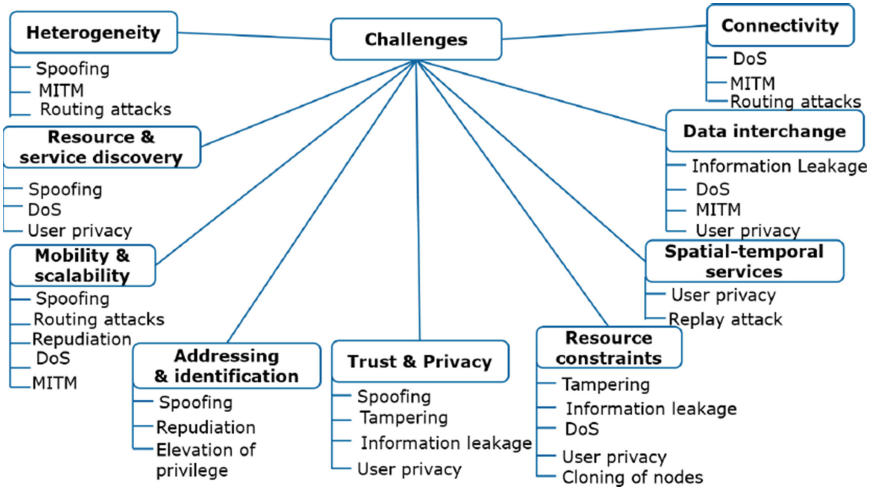 Challenges
Heterogeneity
Spoofing
MITM
Routing attacks
Resource &
service discovery
Spoofing
DoS
User privacy
Mobility &
scalability
Spoofing
Routing attacks
Repudiation
DoS
MITM
Addressing
& identification
Spoofing
Repudiation
Elevation of
privilege
Trust & Privacy
Spoofing
Tampering
Information leakage
User privacy
Resource
constraints
Tampering
Information leakage
DoS
User privacy
Cloning of nodes
Spatial-temporal
services
User privacy
Replay attack
Data interchange
Information Leakage
DoS
MITM
User privacy
Connectivity
DoS
MITM
Routing attacks